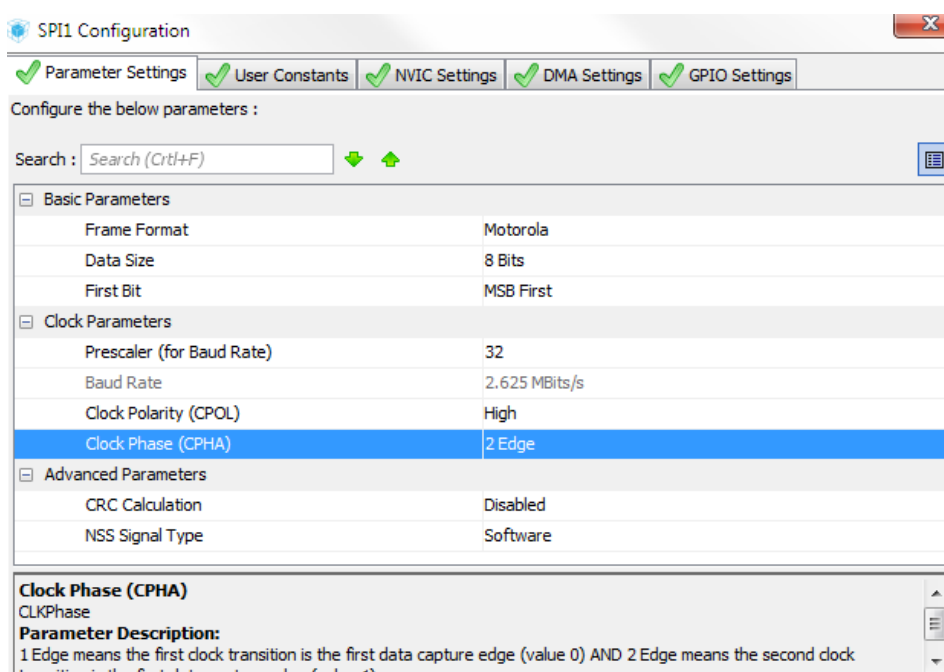 SPI1 Configuration
Parameter Settings User Constants NVIC Settings DMA Settings GPIO Settings
Configure the below parameters :
Search : Search (Crtl+F)
Basic Parameters
Frame Format Motorola
Data Size 8 Bits
First Bit MSB First
Clock Parameters
Prescaler (for Baud Rate) 32
Baud Rate 2.625 MBits/s
Clock Polarity (CPOL) High
Clock Phase (CPHA) 2 Edge
Advanced Parameters
CRC Calculation Disabled
NSS Signal Type Software
Clock Phase (CPHA)
CLKPhase
Parameter Description:
1 Edge means the first clock transition is the first data capture edge (value 0) AND 2 Edge means the second clock